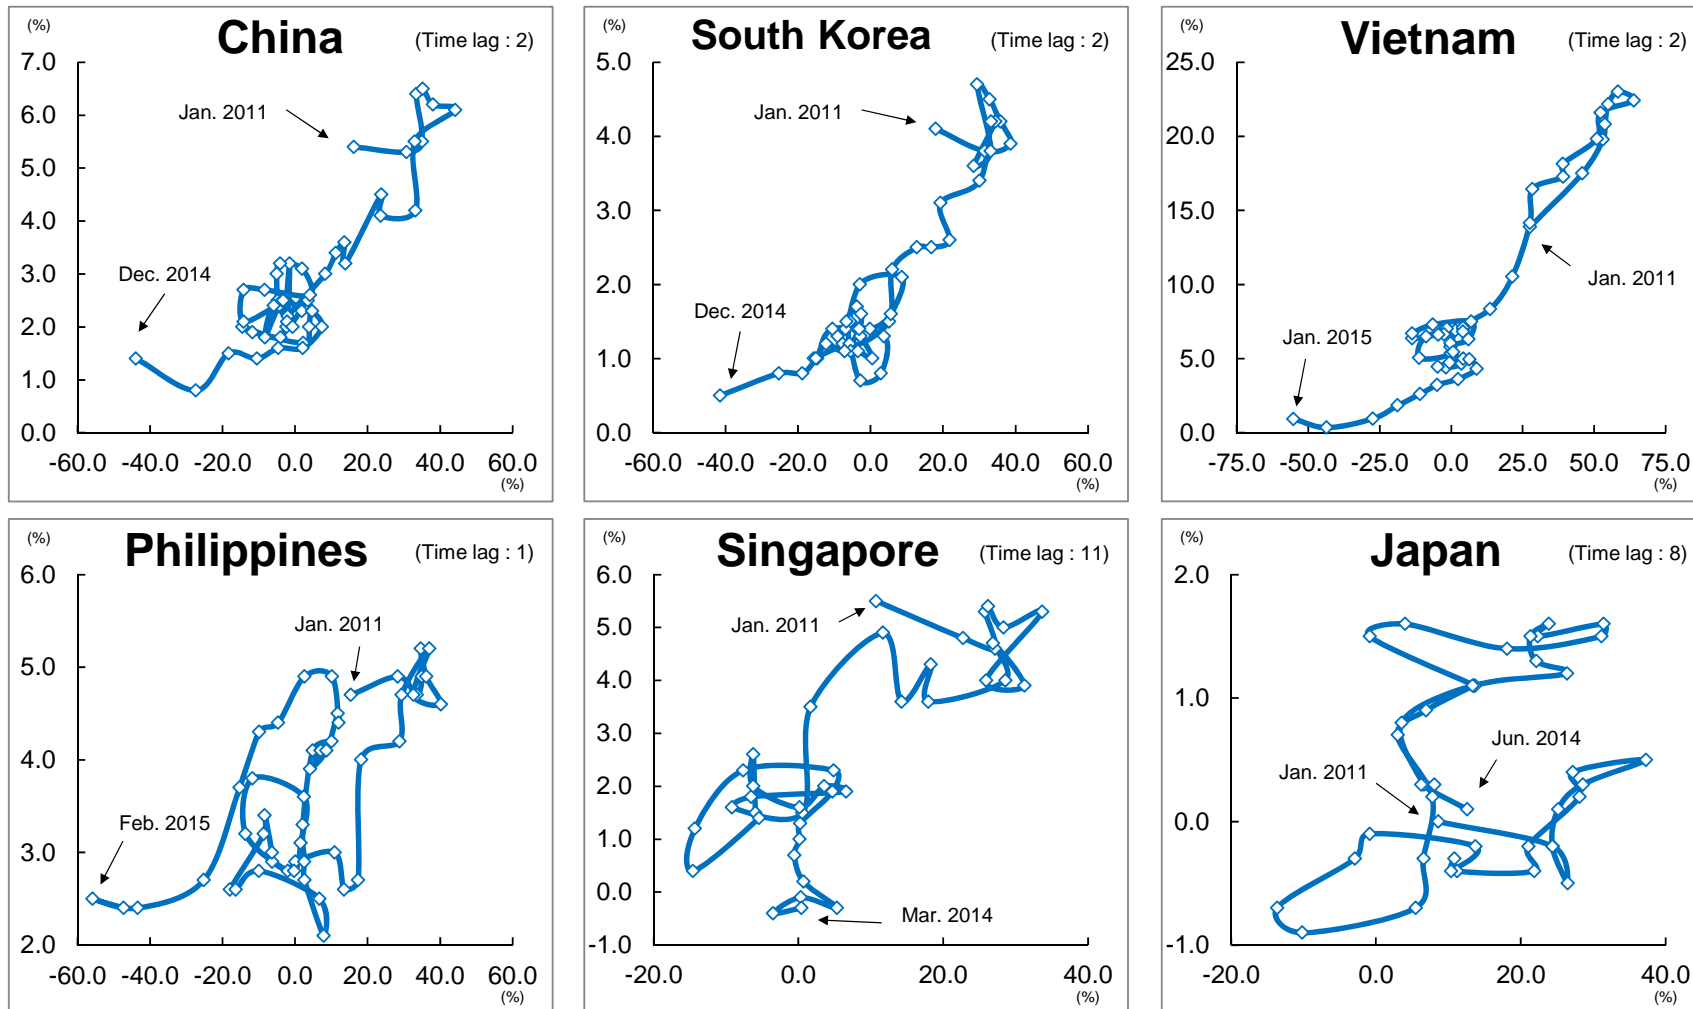 China
(%)
(Time lag : 2)
7.0
6.0
5.0
4.0
3.0
2.0
1.0
0.0
Jan. 2011
Dec. 2014
-60.0 -40.0 -20.0 0.0 20.0 40.0 60.0
(%)
South Korea
(%)
(Time lag : 2)
5.0
4.0
3.0
2.0
1.0
0.0
Jan. 2011
Dec. 2014
-60.0 -40.0 -20.0 0.0 20.0 40.0 60.0
(%)
Vietnam
(%)
(Time lag : 2)
25.0
20.0
15.0
10.0
5.0
0.0
Jan. 2011
Jan. 2015
-75.0 -50.0 -25.0 0.0 25.0 50.0 75.0
(%)
Philippines
(%)
(Time lag : 1)
6.0
5.0
4.0
3.0
2.0
Jan. 2011
Feb. 2015
-60.0 -40.0 -20.0 0.0 20.0 40.0 60.0
(%)
Singapore
(%)
(Time lag : 11)
6.0
5.0
4.0
3.0
2.0
1.0
0.0
-1.0
Jan. 2011
Mar. 2014
-20.0 0.0 20.0 40.0
(%)
Japan
(%)
(Time lag : 8)
2.0
1.0
0.0
-1.0
Jun. 2014
Jan. 2011
-20.0 0.0 20.0 40.0
(%)